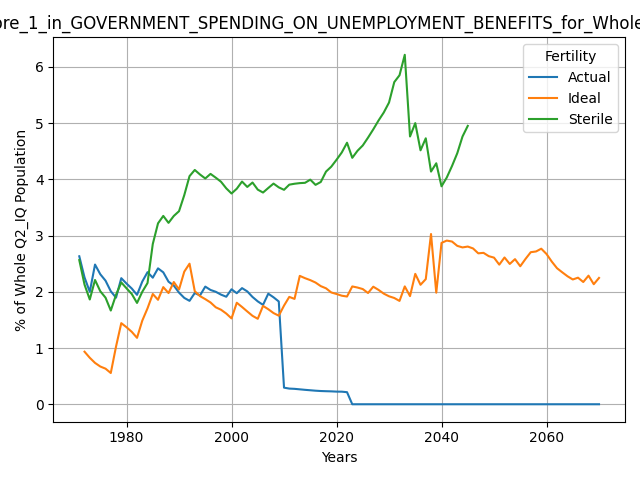 ore_1_in_GOVERNMENT_SPENDING_ON_UNEMPLOYMENT_BENEFITS_for_Whole
Fertility
Actual
Ideal
Sterile
% of Whole Q2_IQ Population
6
5
4
3
2
1
0
1980 2000 2020 2040 2060
Years